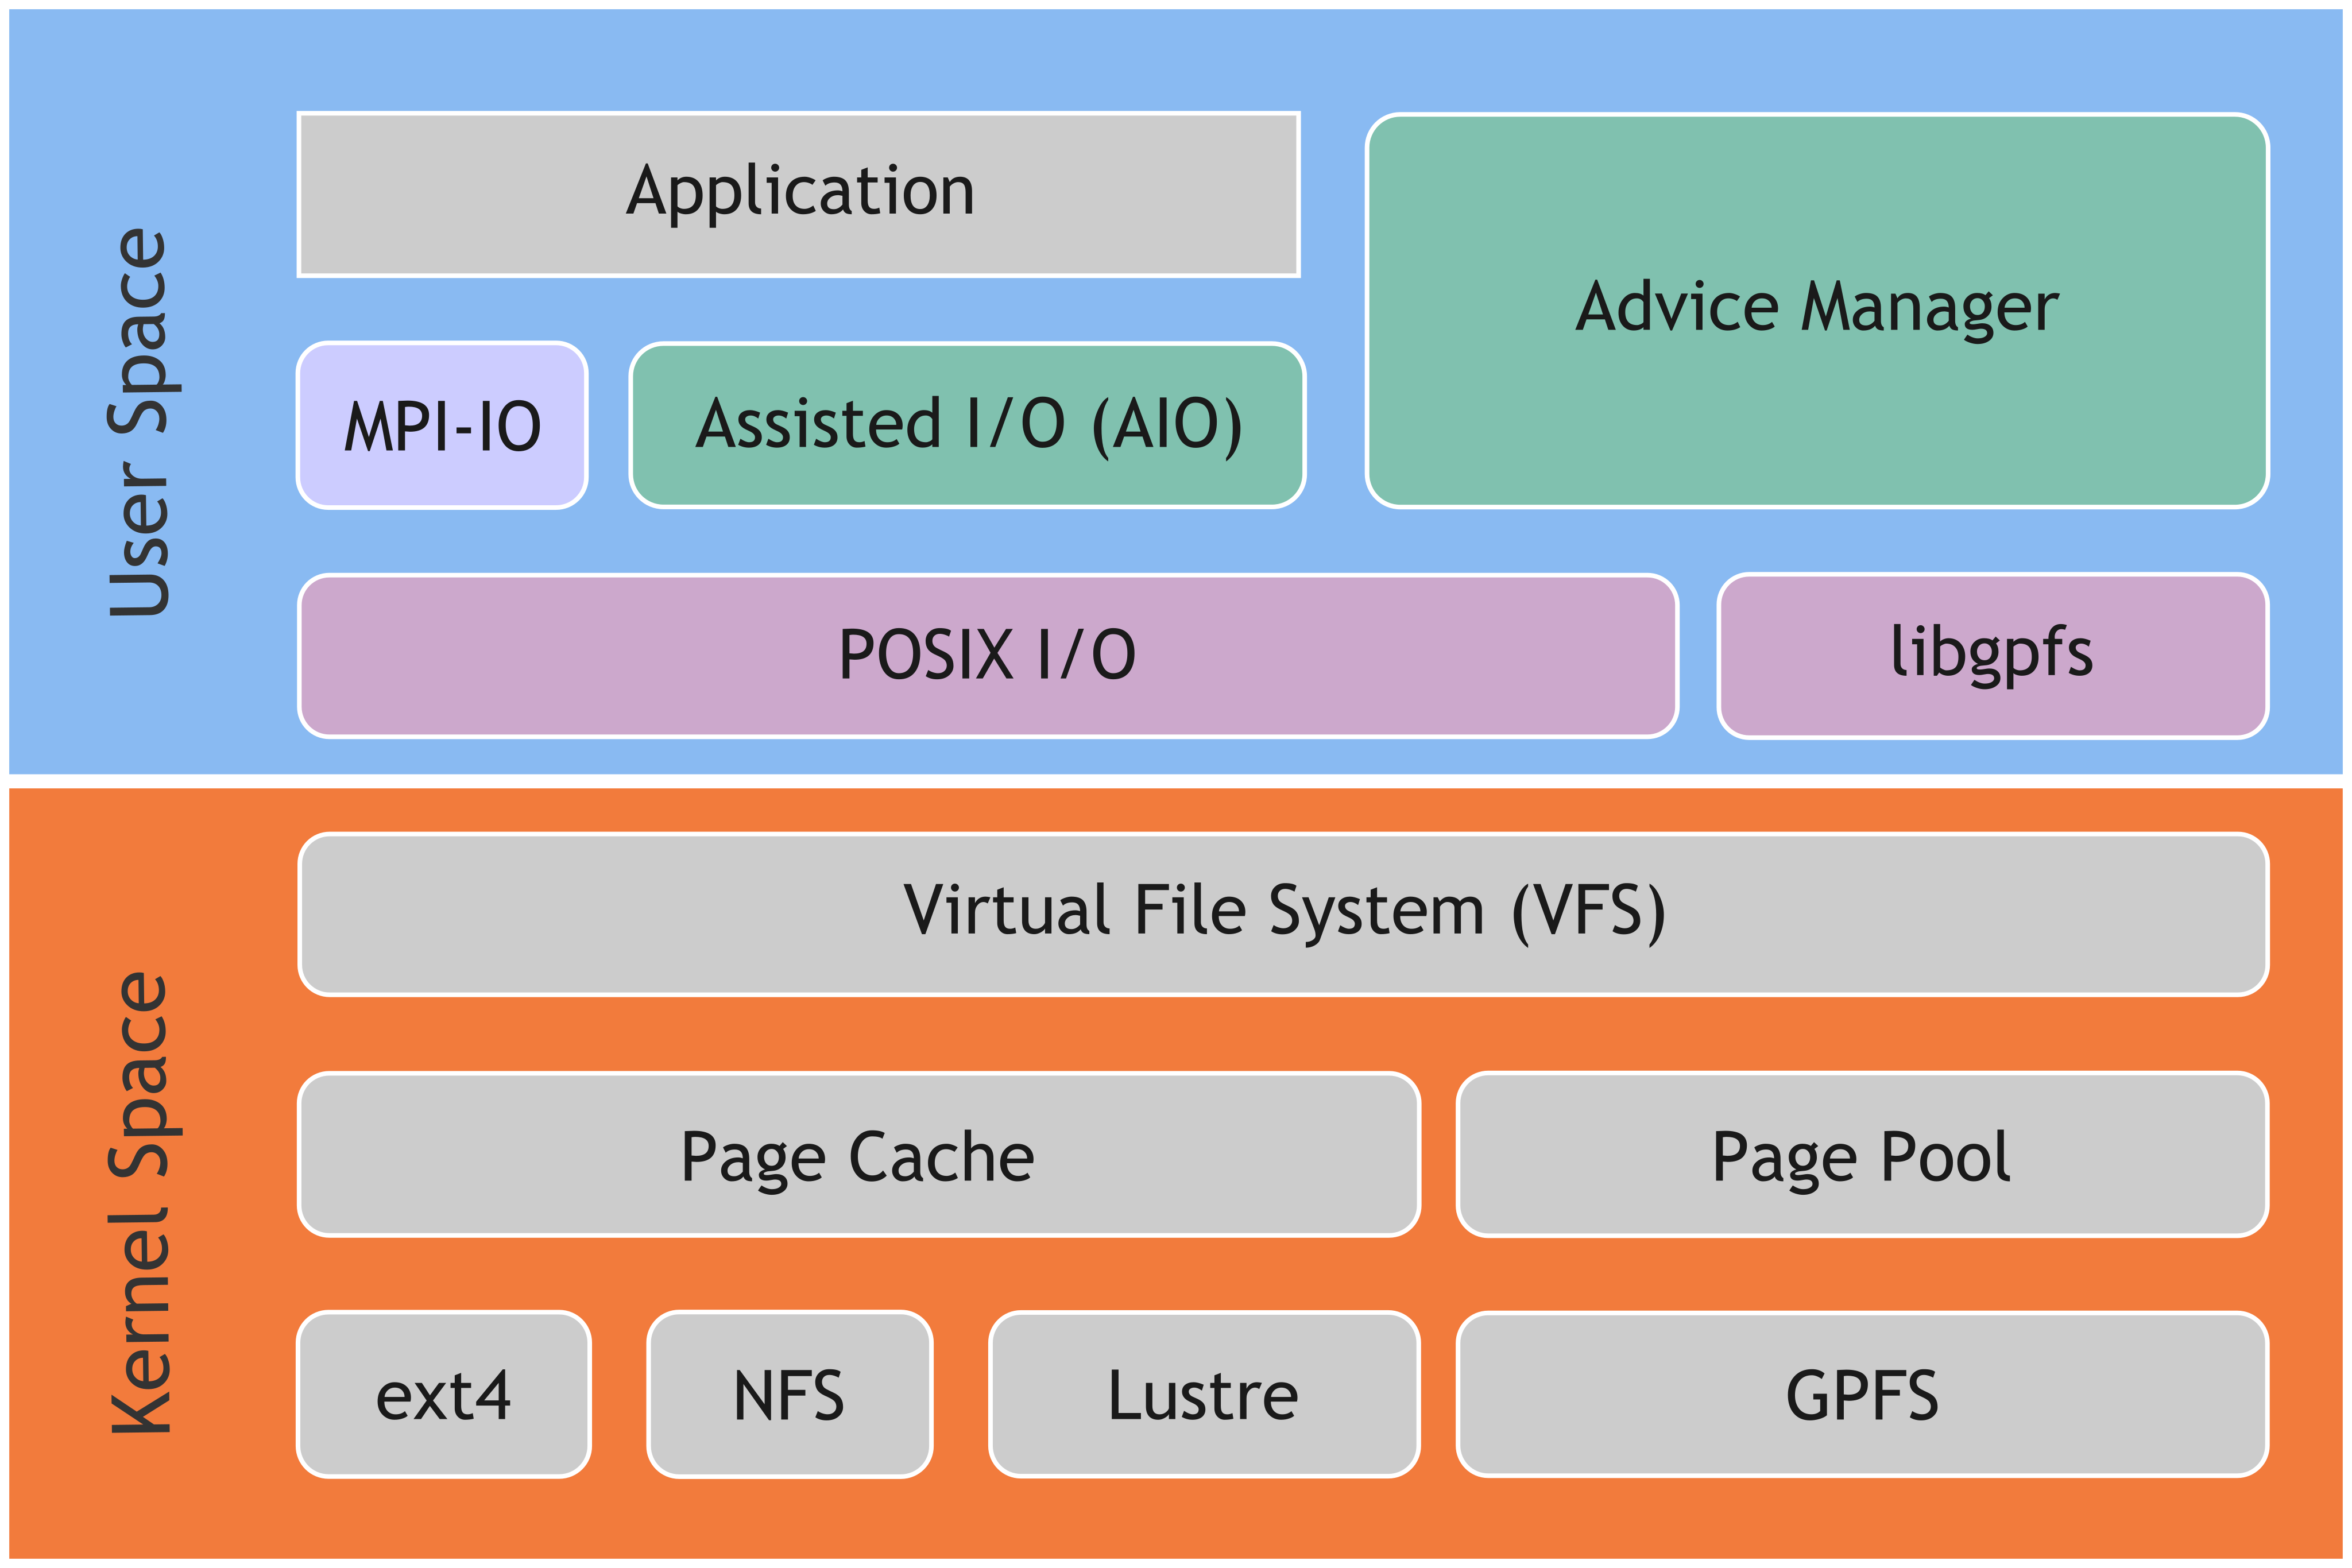 User Space
Application
Advice Manager
MPI-IO
Assisted I/O (AIO)
POSIX I/O
libgpfs
Kernel Space
Virtual File System (VFS)
Page Cache
Page Pool
ext4
NFS
Lustre
GPFS